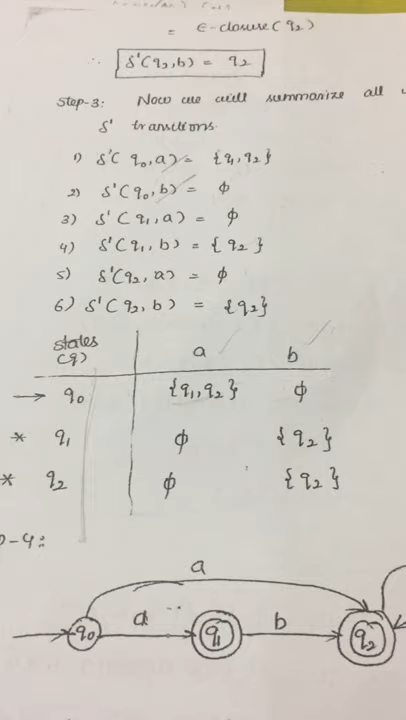 = ε-closure(q₂)
∴ δ'(q₂,b) = q₂
Step-3: Now we will summarize all
δ' transitions
1) δ'(q₀,a) = {q₁,q₂}
2) δ'(q₀,b) = ϕ
3) δ'(q₁,a) = ϕ
4) δ'(q₁,b) = {q₂}
5) δ'(q₂,a) = ϕ
6) δ'(q₂,b) = {q₂}
states
(q) a b
→ q₀ {q₁,q₂} ϕ
* q₁ ϕ {q₂}
* q₂ ϕ {q₂}
p-4:
a
q₀ a q₁ b q₂